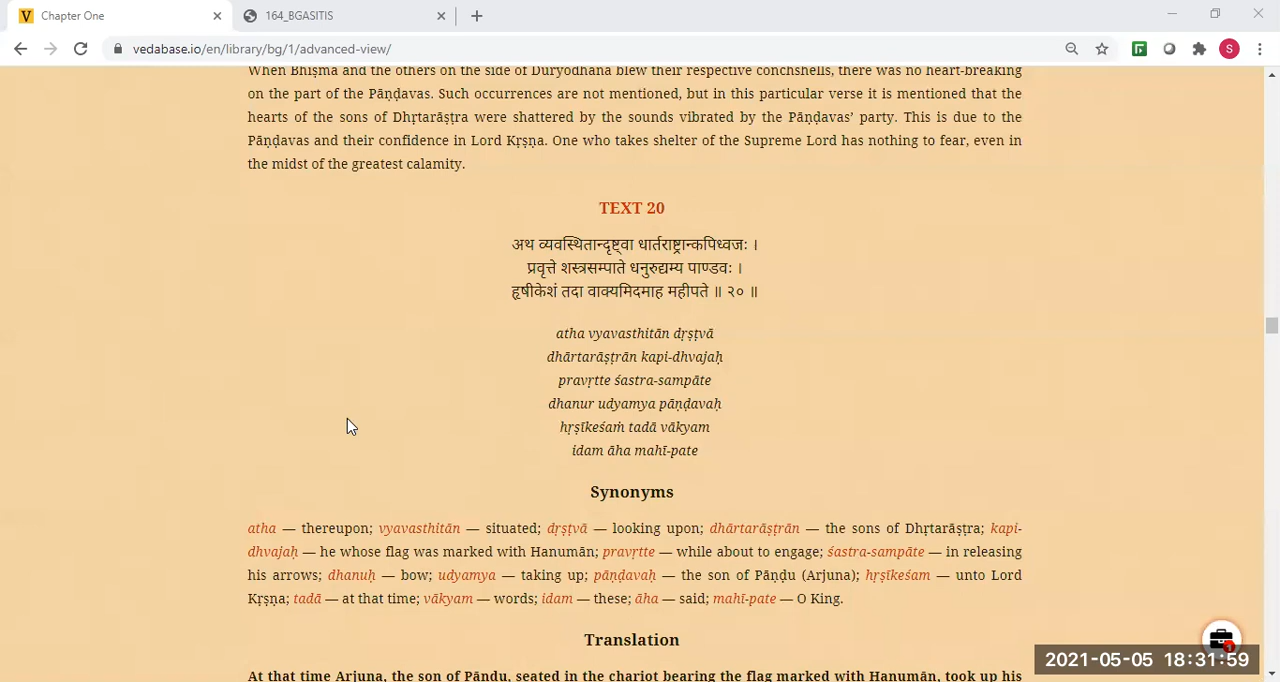 Chapter One
164_BGASITIS
vedabase.io/en/library/bg/1/advanced-view/
S
When Bhīṣma and the others on the side of Duryodhana blew their respective conchshells, there was no heart-breaking
on the part of the Pāṇḍavas. Such occurrences are not mentioned, but in this particular verse it is mentioned that the
hearts of the sons of Dhṛtarāṣṭra were shattered by the sounds vibrated by the Pāṇḍavas’ party. This is due to the
Pāṇḍavas and their confidence in Lord Kṛṣṇa. One who takes shelter of the Supreme Lord has nothing to fear, even in
the midst of the greatest calamity.
TEXT 20
अथ व्यवस्थितान्दृष्ट्वा धार्तराष्ट्रान्कपिध्वजः ।
प्रवृत्ते शस्त्रसम्पाते धनुरुद्यम्य पाण्डवः ।
हृषीकेशं तदा वाक्यमिदमाह महीपते ॥ २० ॥
atha vyavasthitān dṛṣṭvā
dhārtarāṣṭrān kapi-dhvajaḥ
pravṛtte śastra-sampāte
dhanur udyamya pāṇḍavaḥ
hṛṣīkeśaṁ tadā vākyam
idam āha mahī-pate
Synonyms
atha — thereupon; vyavasthitān — situated; dṛṣṭvā — looking upon; dhārtarāṣṭrān — the sons of Dhṛtarāṣṭra; kapi-
dhvajaḥ — he whose flag was marked with Hanumān; pravṛtte — while about to engage; śastra-sampāte — in releasing
his arrows; dhanuḥ — bow; udyamya — taking up; pāṇḍavaḥ — the son of Pāṇḍu (Arjuna); hṛṣīkeśam — unto Lord
Kṛṣṇa; tadā — at that time; vākyam — words; idam — these; āha — said; mahī-pate — O King.
Translation
At that time Arjuna, the son of Pāṇḍu, seated in the chariot bearing the flag marked with Hanumān, took up his
2021-05-05 18:31:59